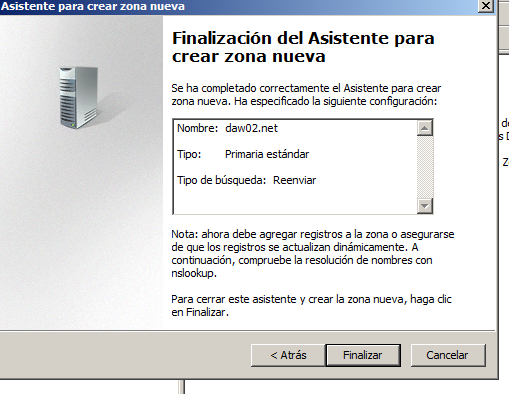 Asistente para crear zona nueva
Finalización del Asistente para
crear zona nueva
Se ha completado correctamente el Asistente para crear
zona nueva. Ha especificado la siguiente configuración:
Nombre: daw02.net
Tipo: Primaria estándar
Tipo de búsqueda: Reenviar
Nota: ahora debe agregar registros a la zona o asegurarse
de que los registros se actualizan dinámicamente. A
continuación, compruebe la resolución de nombres con
nslookup.
Para cerrar este asistente y crear la zona nueva, haga clic
en Finalizar.
< Atrás Finalizar Cancelar